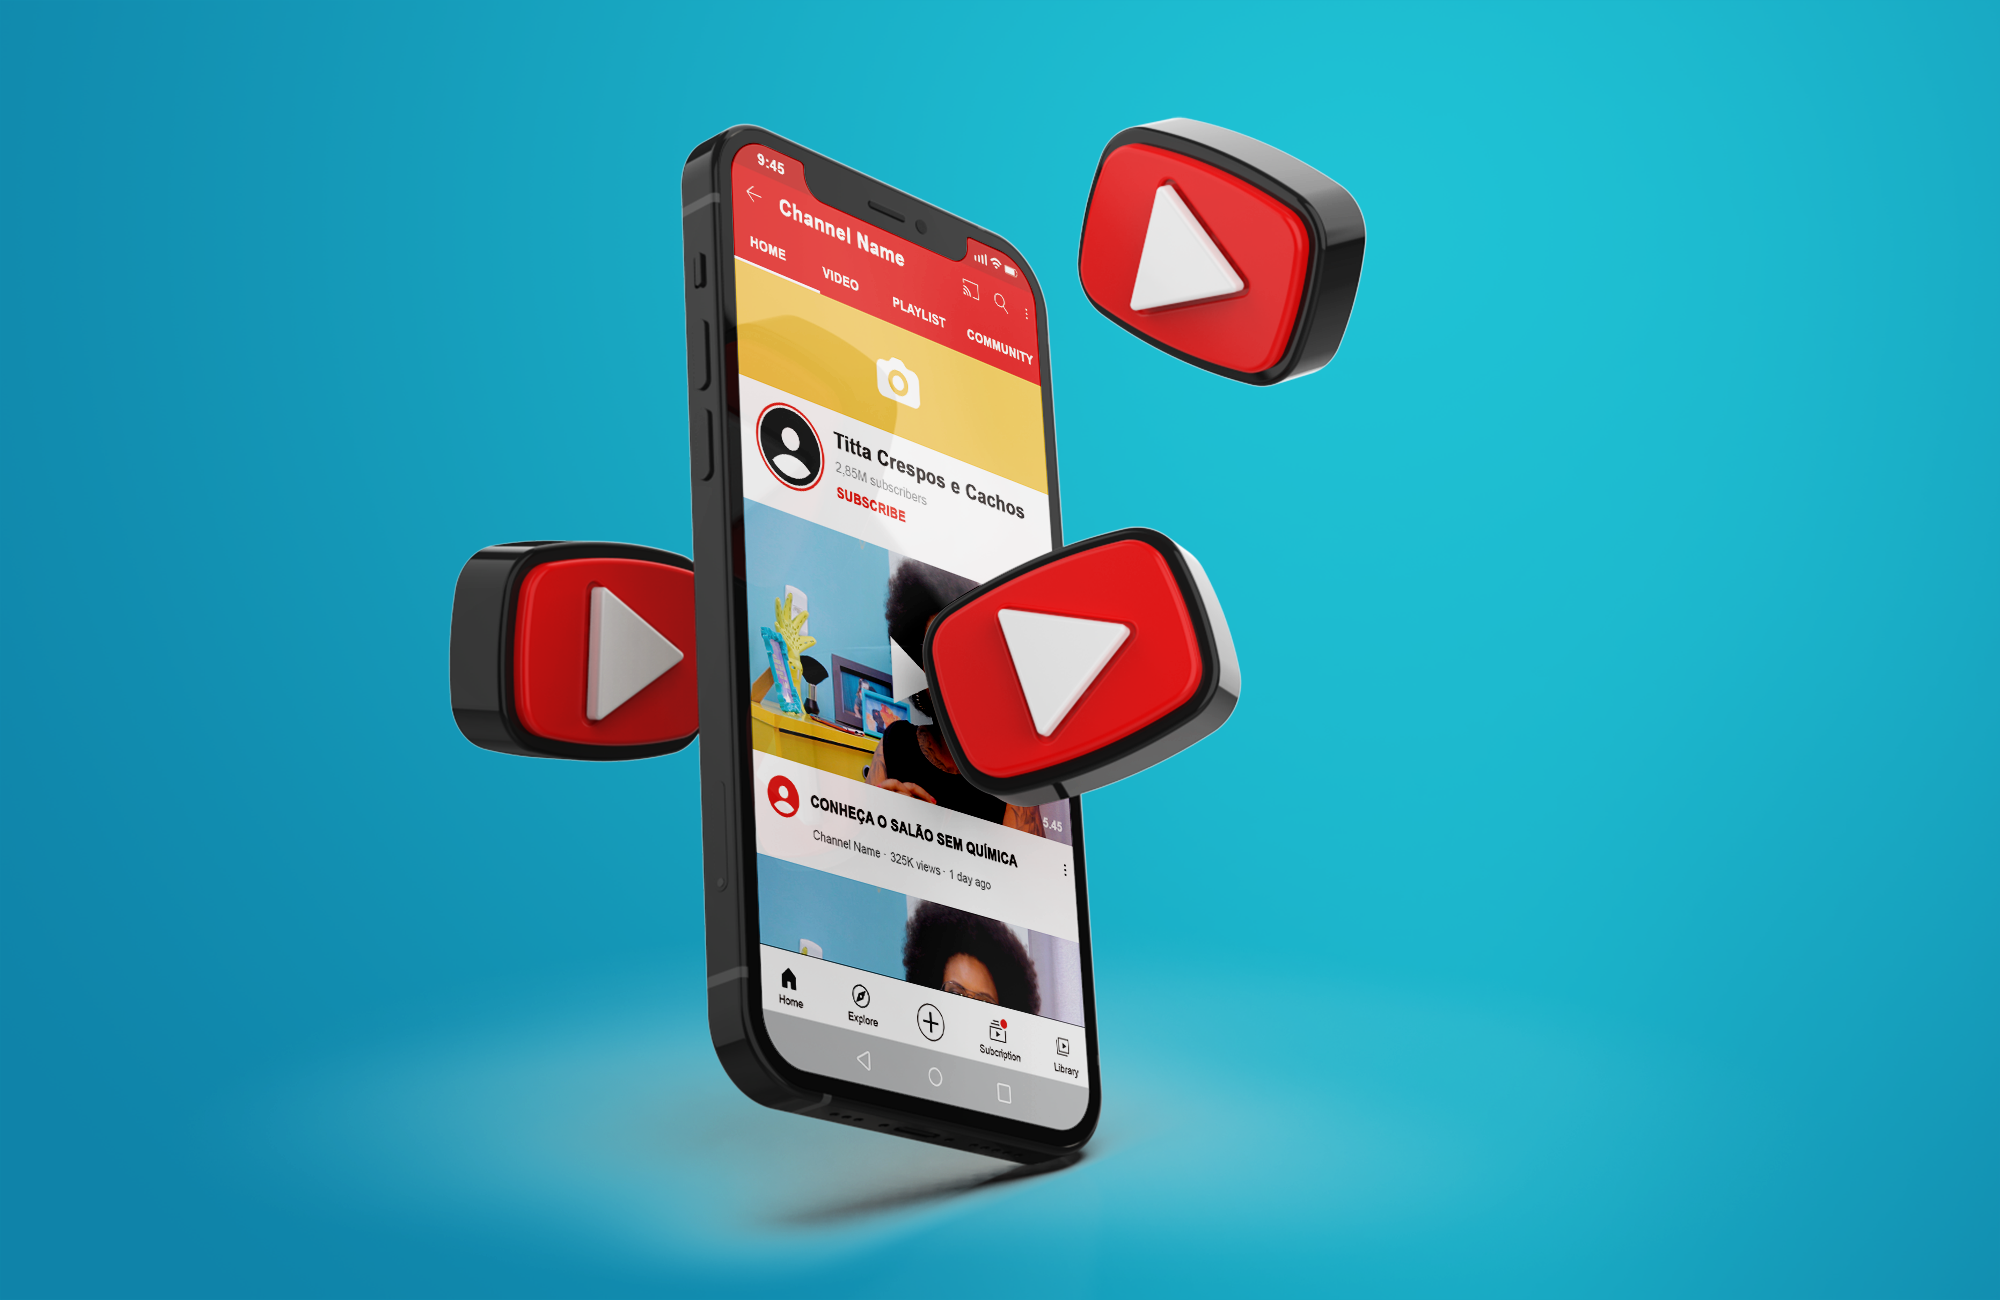 9:45
Channel Name
HOME
VIDEO
PLAYLIST
COMMUNITY
Titta Crespos e Cachos
2,85M subscribers
SUBSCRIBE
5.45
CONHEÇA O SALÃO SEM QUÍMICA
Channel Name · 325K views · 1 day ago
Home
Explore
Subcription
Library